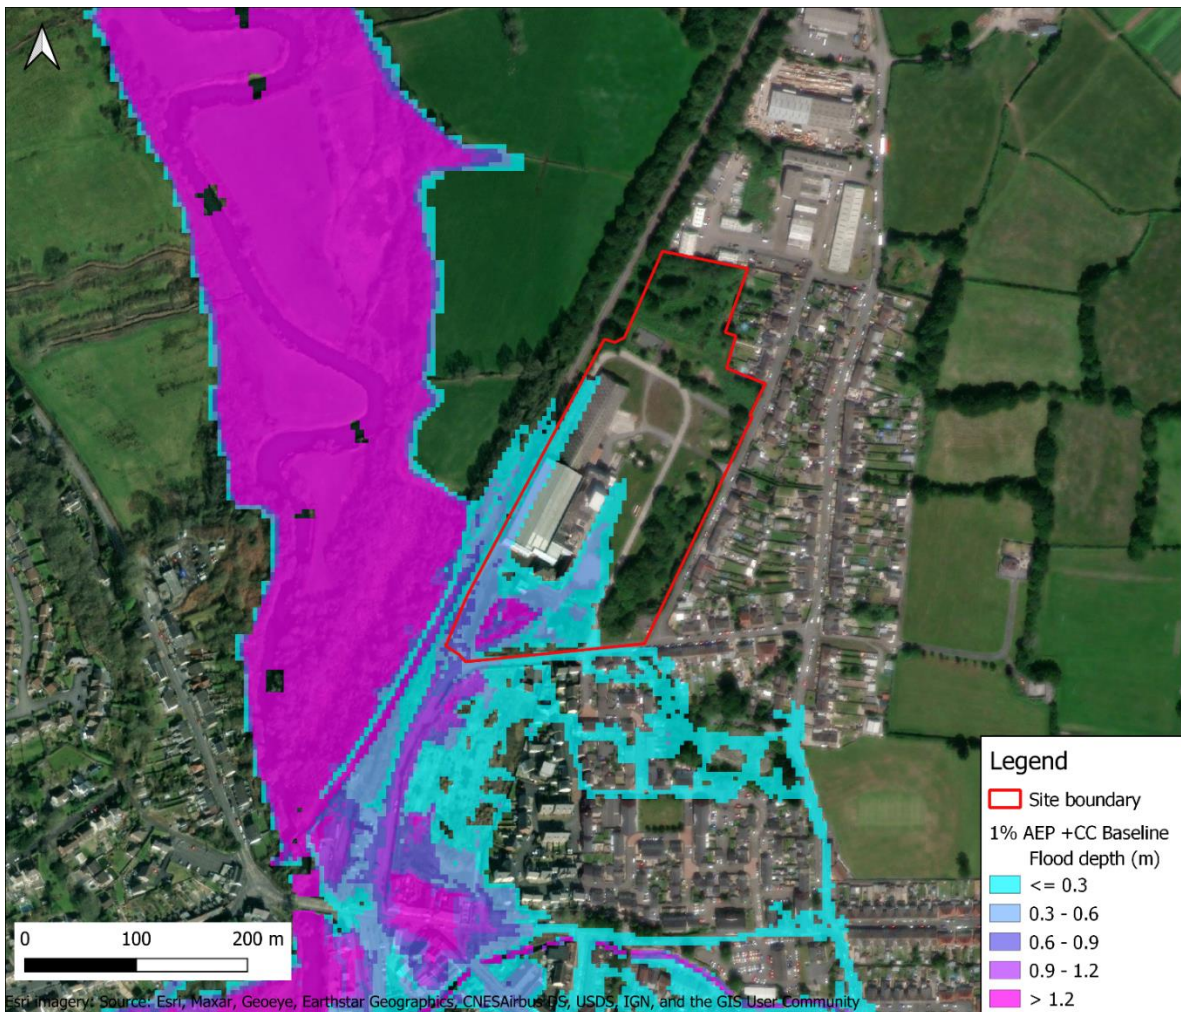 Legend
Site boundary
1% AEP +CC Baseline
Flood depth (m)
<= 0.3
0.3 - 0.6
0.6 - 0.9
0.9 - 1.2
> 1.2
0 100 200 m
Esri imagery: Source: Esri, Maxar, Geoeye, Earthstar Geographics, CNESAirbus DS, USDS, IGN, and the GIS User Community